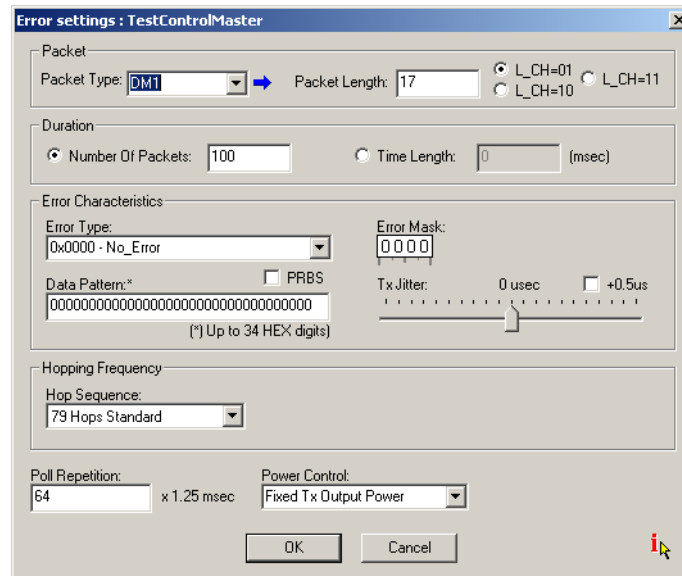 Error settings : TestControlMaster
Packet
Packet Type: DM1
Packet Length: 17
L_CH=01
L_CH=10
L_CH=11
Duration
Number Of Packets: 100
Time Length: 0 (msec)
Error Characteristics
Error Type:
0x0000 - No_Error
Error Mask:
0000
Data Pattern:*
PRBS
0000000000000000000000000000000000
(*) Up to 34 HEX digits)
Tx Jitter: 0 usec
+0.5us
Hopping Frequency
Hop Sequence:
79 Hops Standard
Poll Repetition:
64 x 1.25 msec
Power Control:
Fixed Tx Output Power
OK
Cancel
i